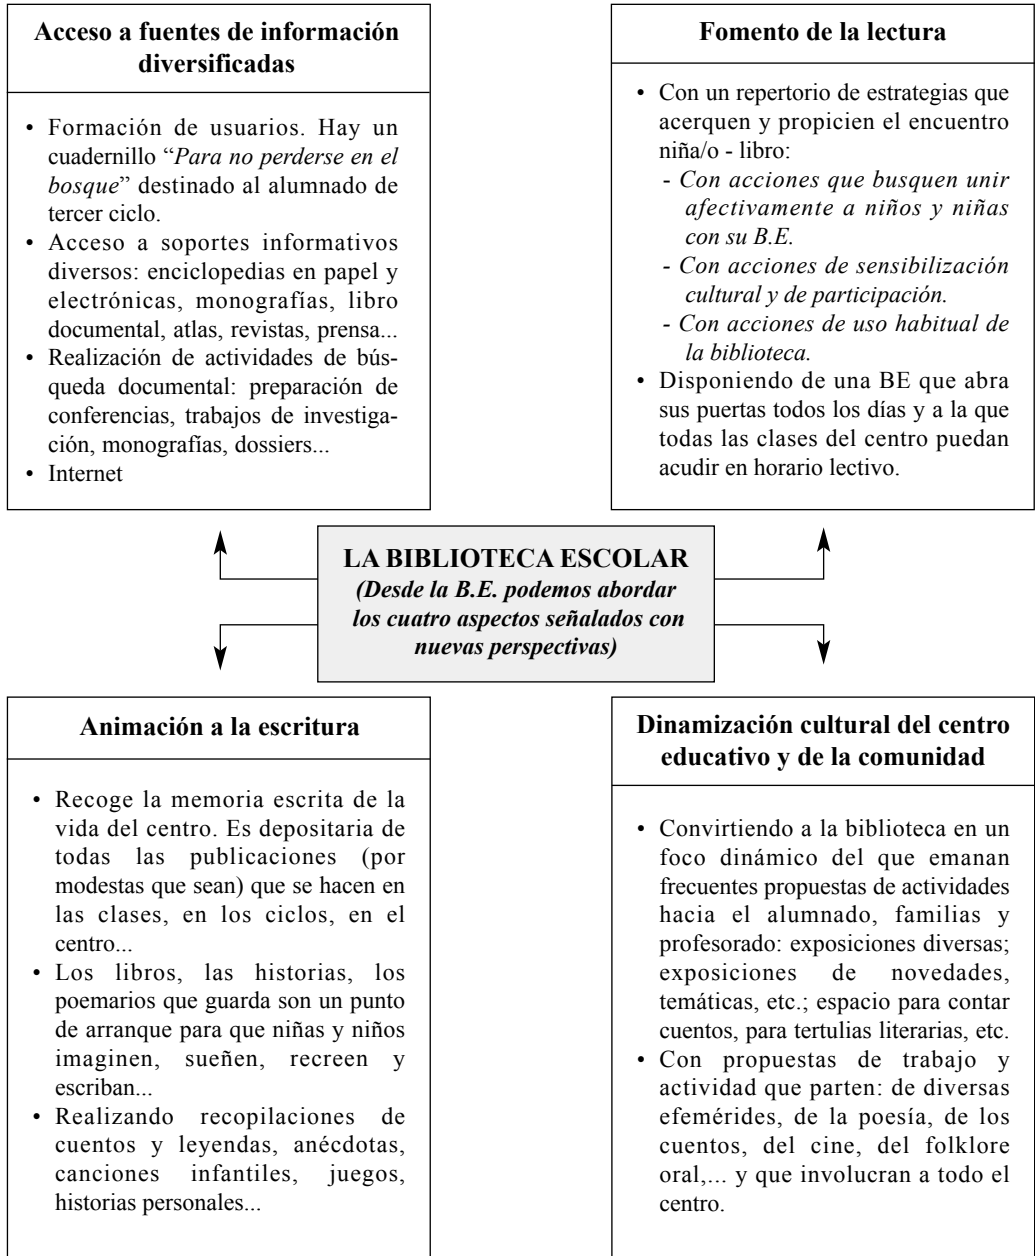 Acceso a fuentes de información
diversificadas
• Formación de usuarios. Hay un
cuadernillo “Para no perderse en el
bosque” destinado al alumnado de
tercer ciclo.
• Acceso a soportes informativos
diversos: enciclopedias en papel y
electrónicas, monografías, libro
documental, atlas, revistas, prensa...
• Realización de actividades de bús-
queda documental: preparación de
conferencias, trabajos de investiga-
ción, monografías, dossiers...
• Internet
Fomento de la lectura
• Con un repertorio de estrategias que
acerquen y propicien el encuentro
niña/o - libro:
- Con acciones que busquen unir
afectivamente a niños y niñas
con su B.E.
- Con acciones de sensibilización
cultural y de participación.
- Con acciones de uso habitual de
la biblioteca.
• Disponiendo de una BE que abra
sus puertas todos los días y a la que
todas las clases del centro puedan
acudir en horario lectivo.
LA BIBLIOTECA ESCOLAR
(Desde la B.E. podemos abordar
los cuatro aspectos señalados con
nuevas perspectivas)
Animación a la escritura
• Recoge la memoria escrita de la
vida del centro. Es depositaria de
todas las publicaciones (por
modestas que sean) que se hacen en
las clases, en los ciclos, en el
centro...
• Los libros, las historias, los
poemarios que guarda son un punto
de arranque para que niñas y niños
imaginen, sueñen, recreen y
escriban...
• Realizando recopilaciones de
cuentos y leyendas, anécdotas,
canciones infantiles, juegos,
historias personales...
Dinamización cultural del centro
educativo y de la comunidad
• Convirtiendo a la biblioteca en un
foco dinámico del que emanan
frecuentes propuestas de actividades
hacia el alumnado, familias y
profesorado: exposiciones diversas;
exposiciones de novedades,
temáticas, etc.; espacio para contar
cuentos, para tertulias literarias, etc.
• Con propuestas de trabajo y
actividad que parten: de diversas
efemérides, de la poesía, de los
cuentos, del cine, del folklore
oral,... y que involucran a todo el
centro.